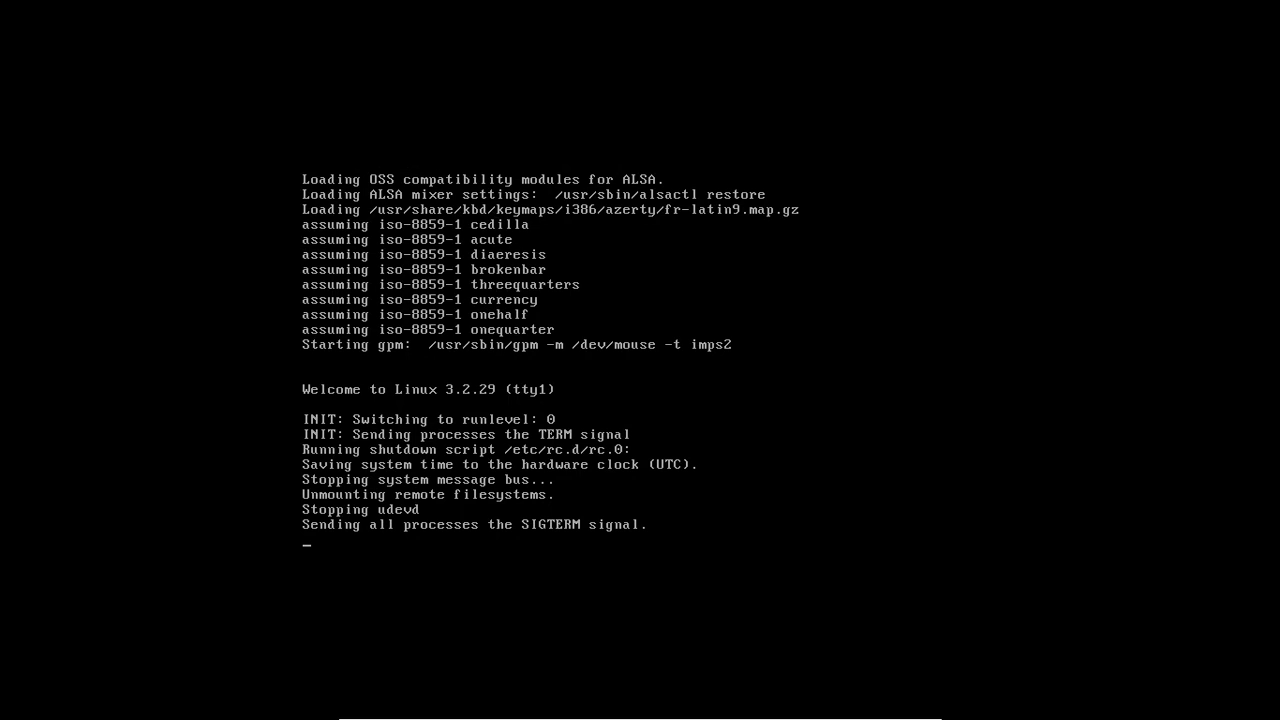 Loading OSS compatibility modules for ALSA.
Loading ALSA mixer settings:  /usr/sbin/alsactl restore
Loading /usr/share/kbd/keymaps/i386/azerty/fr-latin9.map.gz
assuming iso-8859-1 cedilla
assuming iso-8859-1 acute
assuming iso-8859-1 diaeresis
assuming iso-8859-1 brokenbar
assuming iso-8859-1 threequarters
assuming iso-8859-1 currency
assuming iso-8859-1 onehalf
assuming iso-8859-1 onequarter
Starting gpm:  /usr/sbin/gpm -m /dev/mouse -t imps2
Welcome to Linux 3.2.29 (tty1)
INIT: Switching to runlevel: 0
INIT: Sending processes the TERM signal
Running shutdown script /etc/rc.d/rc.0:
Saving system time to the hardware clock (UTC).
Stopping system message bus...
Unmounting remote filesystems.
Stopping udevd
Sending all processes the SIGTERM signal.